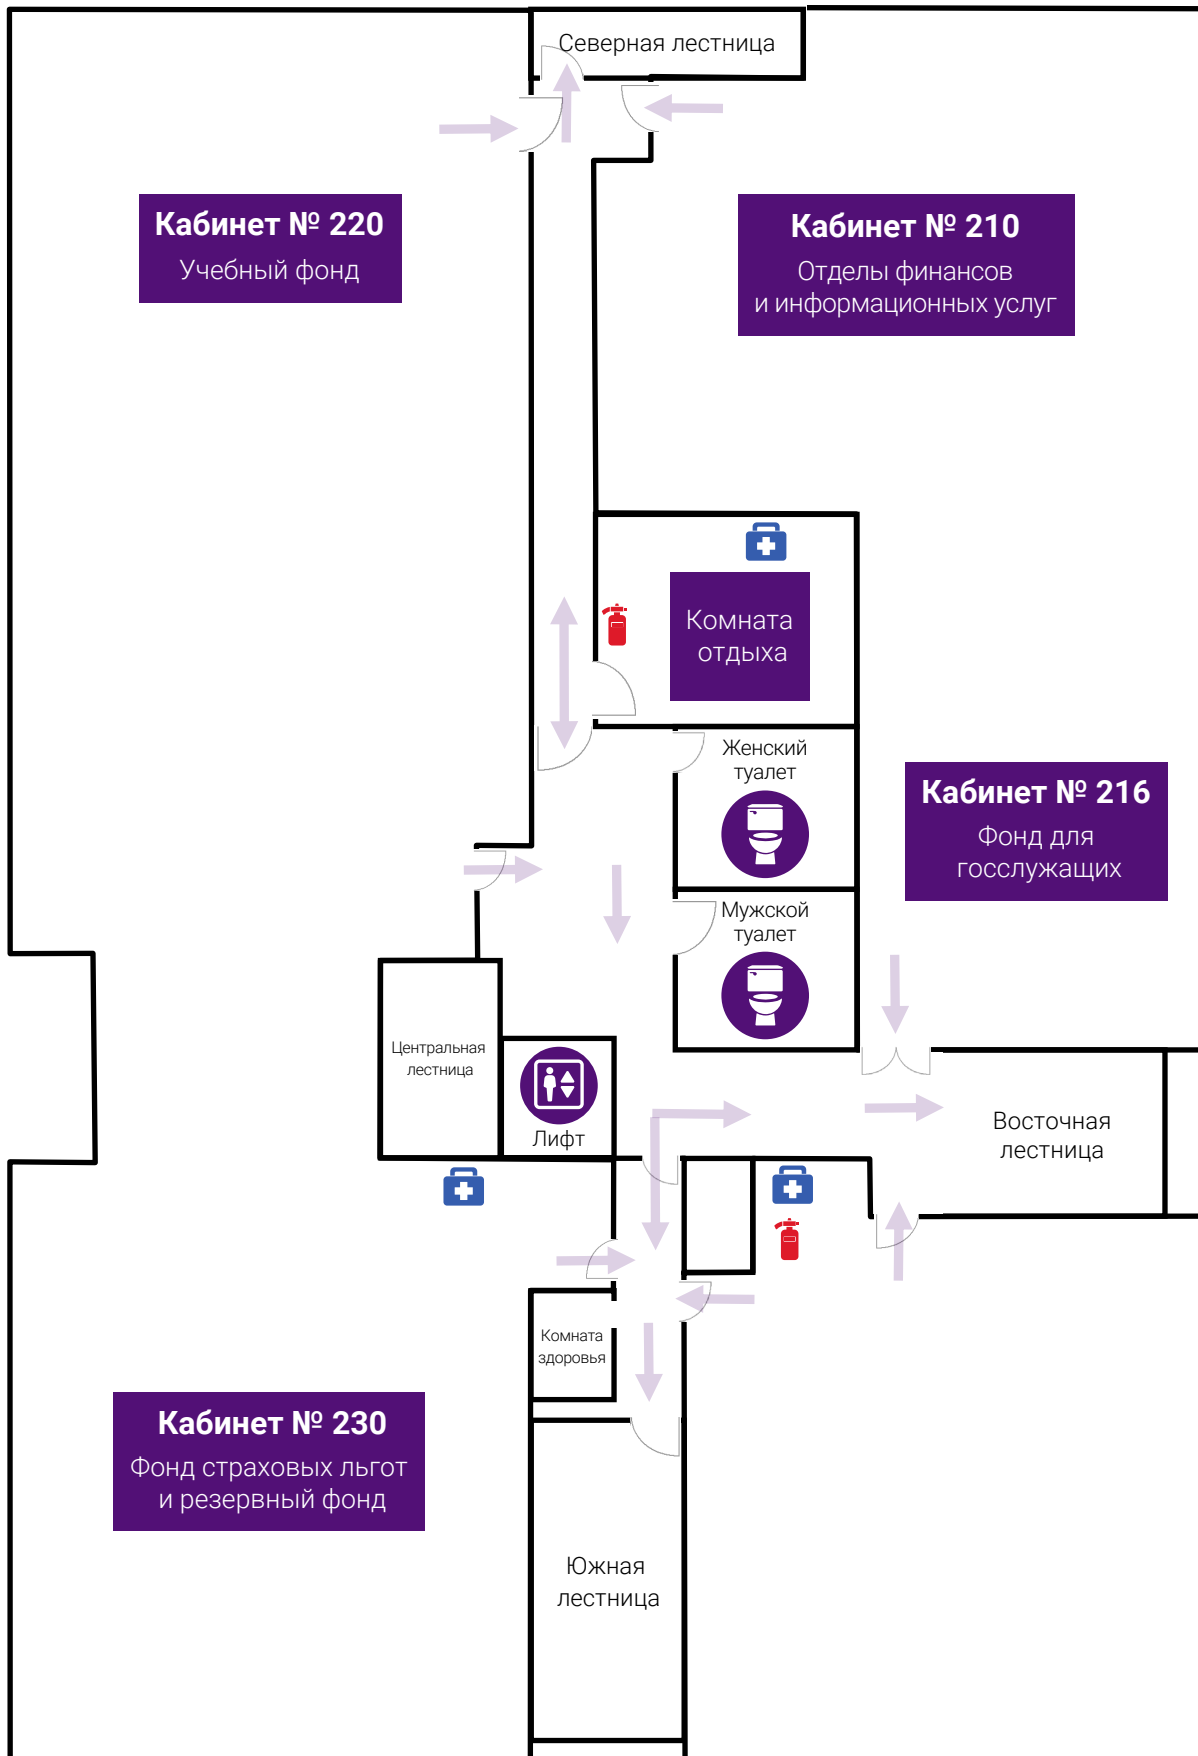 Северная лестница
Кабинет № 220
Учебный фонд
Кабинет № 210
Отделы финансов
и информационных услуг
Комната
отдыха
Женский
туалет
Кабинет № 216
Фонд для
госслужащих
Мужской
туалет
Центральная
лестница
Лифт
Восточная
лестница
Комната
здоровья
Кабинет № 230
Фонд страховых льгот
и резервный фонд
Южная
лестница